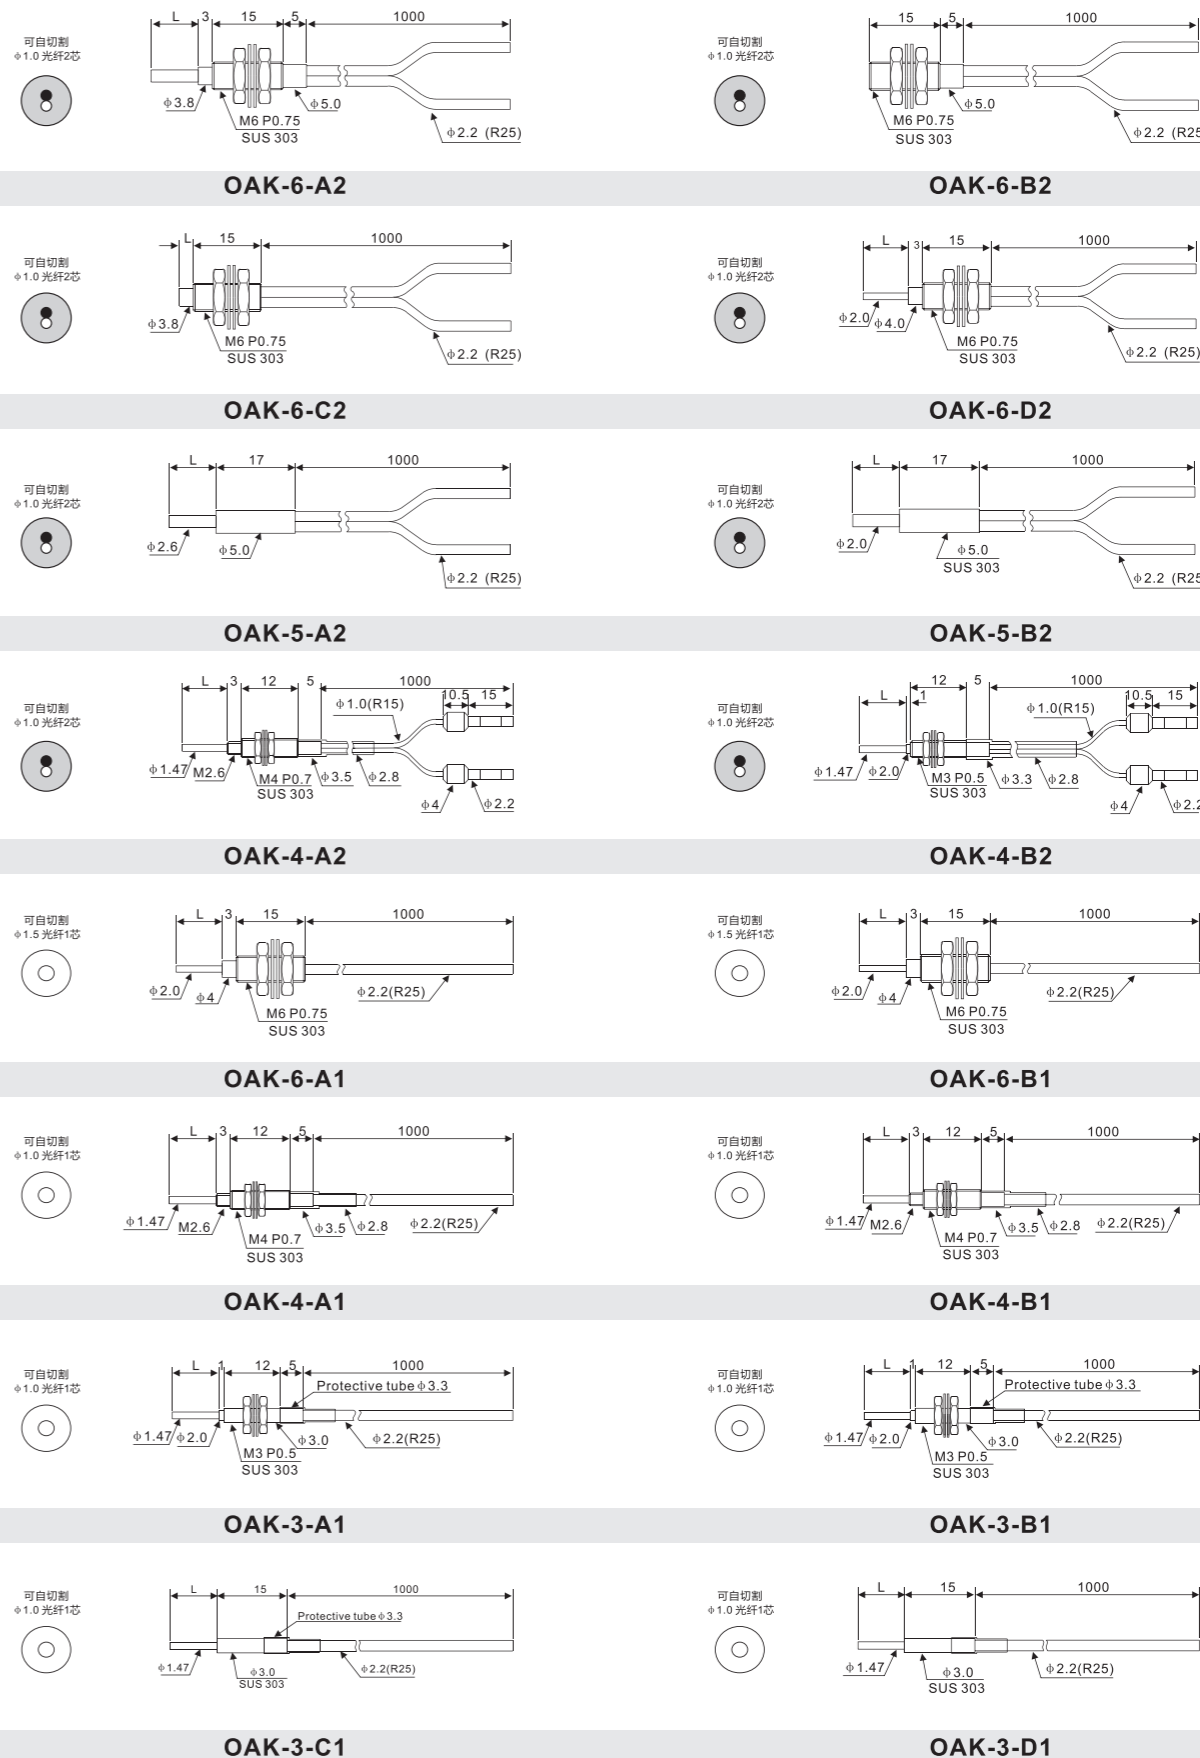 L 3 15 5 1000
可自切割
φ1.0 光纤2芯
φ3.8 φ5.0
M6 P0.75
SUS 303
φ2.2 (R25)
OAK-6-A2
15 5 1000
可自切割
φ1.0 光纤2芯
φ5.0
M6 P0.75
SUS 303
φ2.2 (R25
OAK-6-B2
L 15 1000
可自切割
φ1.0 光纤2芯
φ3.8
M6 P0.75
SUS 303
φ2.2 (R25)
OAK-6-C2
L 3 15 1000
可自切割
φ1.0 光纤2芯
φ2.0 φ4.0
M6 P0.75
SUS 303
φ2.2 (R25)
OAK-6-D2
L 17 1000
可自切割
φ1.0 光纤2芯
φ2.6 φ5.0
φ2.2 (R25)
OAK-5-A2
L 17 1000
可自切割
φ1.0 光纤2芯
φ2.0 φ5.0
SUS 303
φ2.2 (R25
OAK-5-B2
L 3 12 5 1000
10.5 15
可自切割
φ1.0 光纤2芯
φ1.0(R15)
φ1.47 M2.6 M4 P0.7 φ3.5 φ2.8
SUS 303
φ4 φ2.2
OAK-4-A2
12 5 1000
L 1 10.5 15
可自切割
φ1.0 光纤2芯
φ1.0(R15)
φ1.47 φ2.0 M3 P0.5 φ3.3 φ2.8
SUS 303
φ4 φ2.2
OAK-4-B2
L 3 15 1000
可自切割
φ1.5 光纤1芯
φ2.0 φ4 φ2.2(R25)
M6 P0.75
SUS 303
OAK-6-A1
L 3 15 1000
可自切割
φ1.5 光纤1芯
φ2.0 φ4 φ2.2(R25)
M6 P0.75
SUS 303
OAK-6-B1
L 3 12 5 1000
可自切割
φ1.0 光纤1芯
φ1.47 M2.6 φ3.5 φ2.8 φ2.2(R25)
M4 P0.7
SUS 303
OAK-4-A1
L 3 12 5 1000
可自切割
φ1.0 光纤1芯
φ1.47 M2.6 φ3.5 φ2.8 φ2.2(R25)
M4 P0.7
SUS 303
OAK-4-B1
L 1 12 5 1000
可自切割
φ1.0 光纤1芯
Protective tube φ3.3
φ1.47 φ2.0 φ3.0 φ2.2(R25)
M3 P0.5
SUS 303
OAK-3-A1
L 1 12 5 1000
可自切割
φ1.0 光纤1芯
Protective tube φ3.3
φ1.47 φ2.0 φ3.0 φ2.2(R25)
M3 P0.5
SUS 303
OAK-3-B1
L 15 1000
可自切割
φ1.0 光纤1芯
Protective tube φ3.3
φ1.47 φ3.0 φ2.2(R25)
SUS 303
OAK-3-C1
L 15 1000
可自切割
φ1.0 光纤1芯
φ1.47 φ3.0 φ2.2(R25)
SUS 303
OAK-3-D1